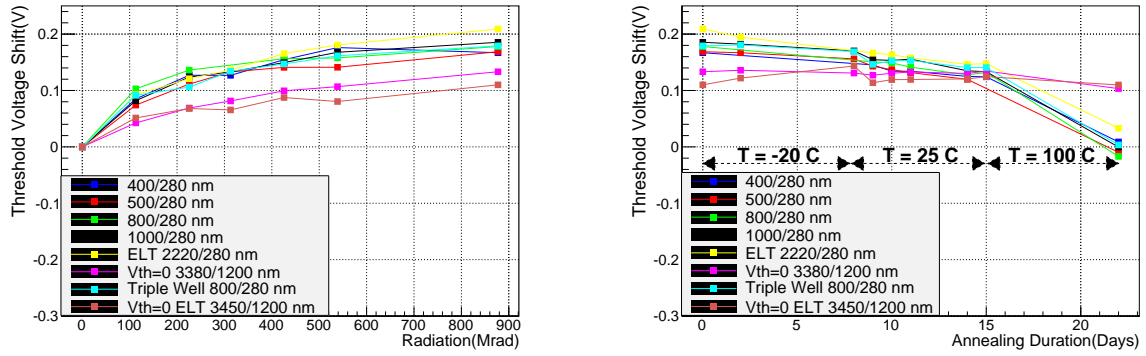 Threshold Voltage Shift(V)
0.2
0.1
0
-0.1
-0.2
-0.3
400/280 nm
500/280 nm
800/280 nm
1000/280 nm
ELT 2220/280 nm
Vth=0 3380/1200 nm
Triple Well 800/280 nm
Vth=0 ELT 3450/1200 nm
0 100 200 300 400 500 600 700 800 900
Radiation(Mrad)
Threshold Voltage Shift(V)
0.2
0.1
0
-0.1
-0.2
-0.3
T = -20 C T = 25 C T = 100 C
400/280 nm
500/280 nm
800/280 nm
1000/280 nm
ELT 2220/280 nm
Vth=0 3380/1200 nm
Triple Well 800/280 nm
Vth=0 ELT 3450/1200 nm
0 5 10 15 20
Annealing Duration(Days)